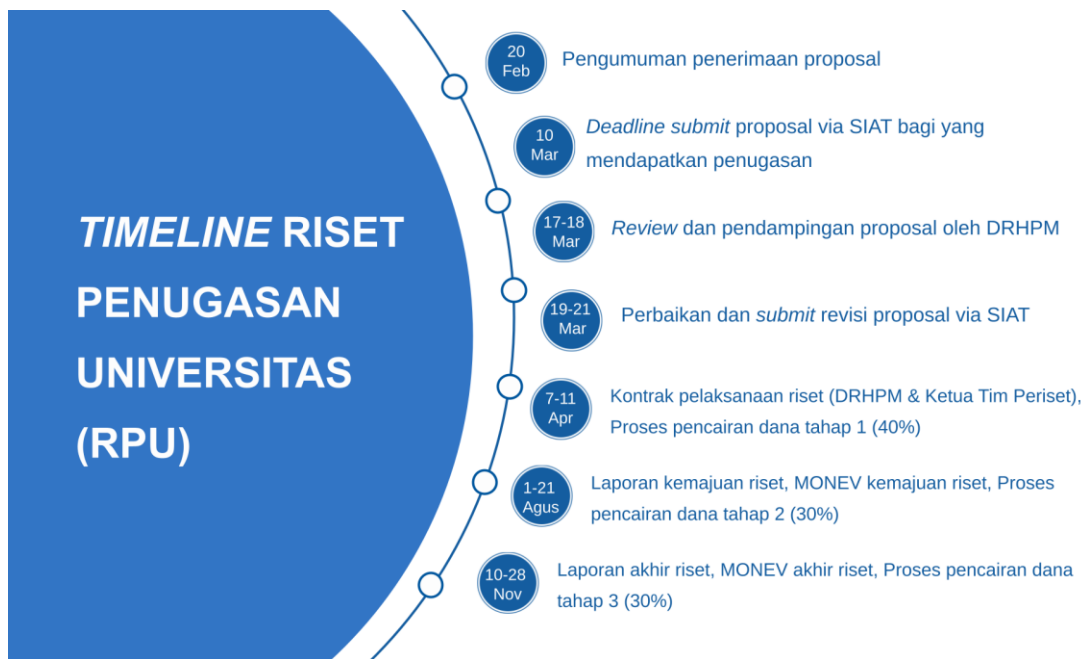 TIMELINE RISET
PENUGASAN
UNIVERSITAS
(RPU)
20
Feb
Pengumuman penerimaan proposal
10
Mar
Deadline submit proposal via SIAT bagi yang
mendapatkan penugasan
17-18
Mar
Review dan pendampingan proposal oleh DRHPM
19-21
Mar
Perbaikan dan submit revisi proposal via SIAT
7-11
Apr
Kontrak pelaksanaan riset (DRHPM & Ketua Tim Periset),
Proses pencairan dana tahap 1 (40%)
1-21
Agus
Laporan kemajuan riset, MONEV kemajuan riset, Proses
pencairan dana tahap 2 (30%)
10-28
Nov
Laporan akhir riset, MONEV akhir riset, Proses pencairan dana
tahap 3 (30%)